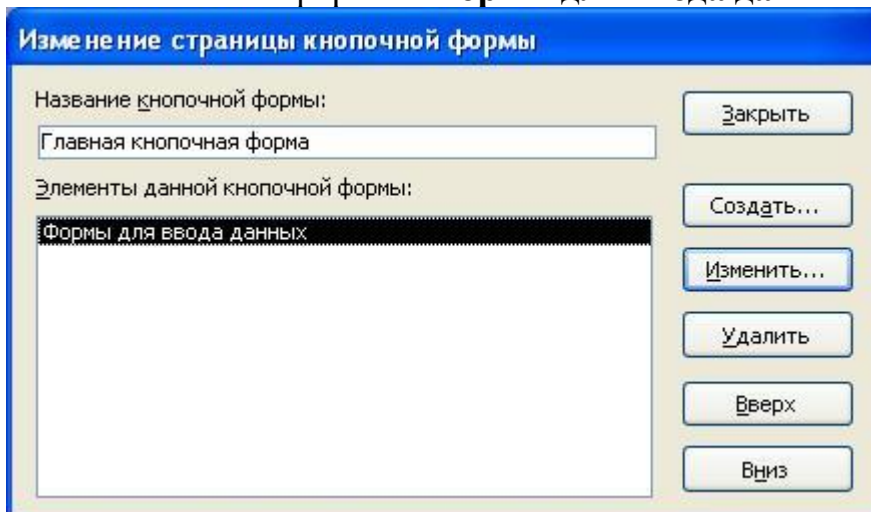 Изменение страницы кнопочной формы
Название кнопочной формы:
Закрыть
Главная кнопочная форма
Элементы данной кнопочной формы:
Создать...
Формы для ввода данных
Изменить...
Удалить
Вверх
Вниз